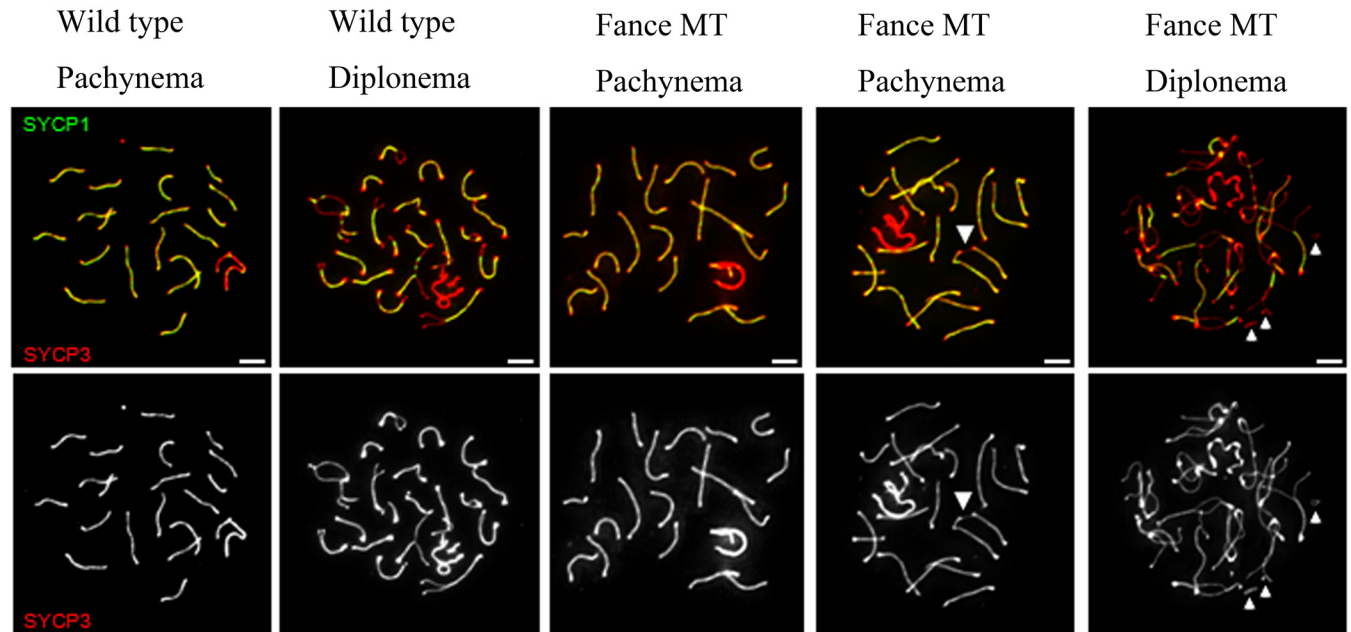 Wild type Wild type Fance MT Fance MT Fance MT
Pachynema Diplonema Pachynema Pachynema Diplonema
SYCP1
SYCP3
SYCP3